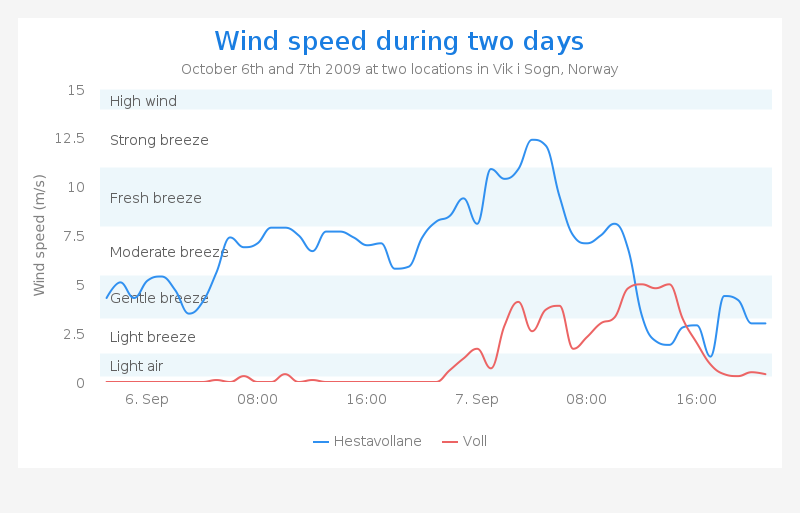 Wind speed during two days
October 6th and 7th 2009 at two locations in Vik i Sogn, Norway
Wind speed (m/s)
15
12.5
10
7.5
5
2.5
0
High wind
Strong breeze
Fresh breeze
Moderate breeze
Gentle breeze
Light breeze
Light air
6. Sep
08:00
16:00
7. Sep
08:00
16:00
Hestavollane
Voll